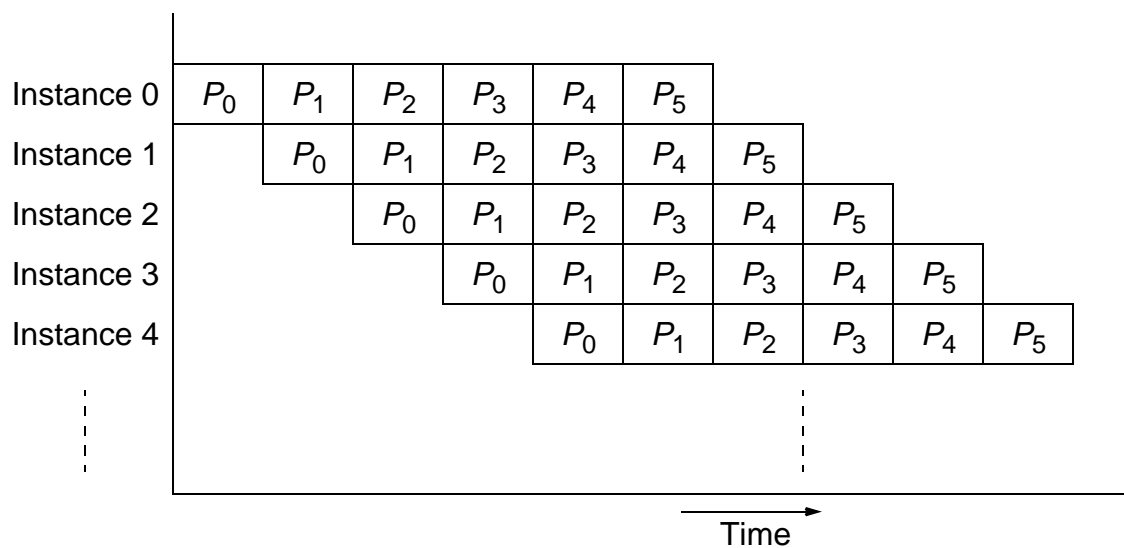 Instance 0 P0 P1 P2 P3 P4 P5
Instance 1 P0 P1 P2 P3 P4 P5
Instance 2 P0 P1 P2 P3 P4 P5
Instance 3 P0 P1 P2 P3 P4 P5
Instance 4 P0 P1 P2 P3 P4 P5
Time